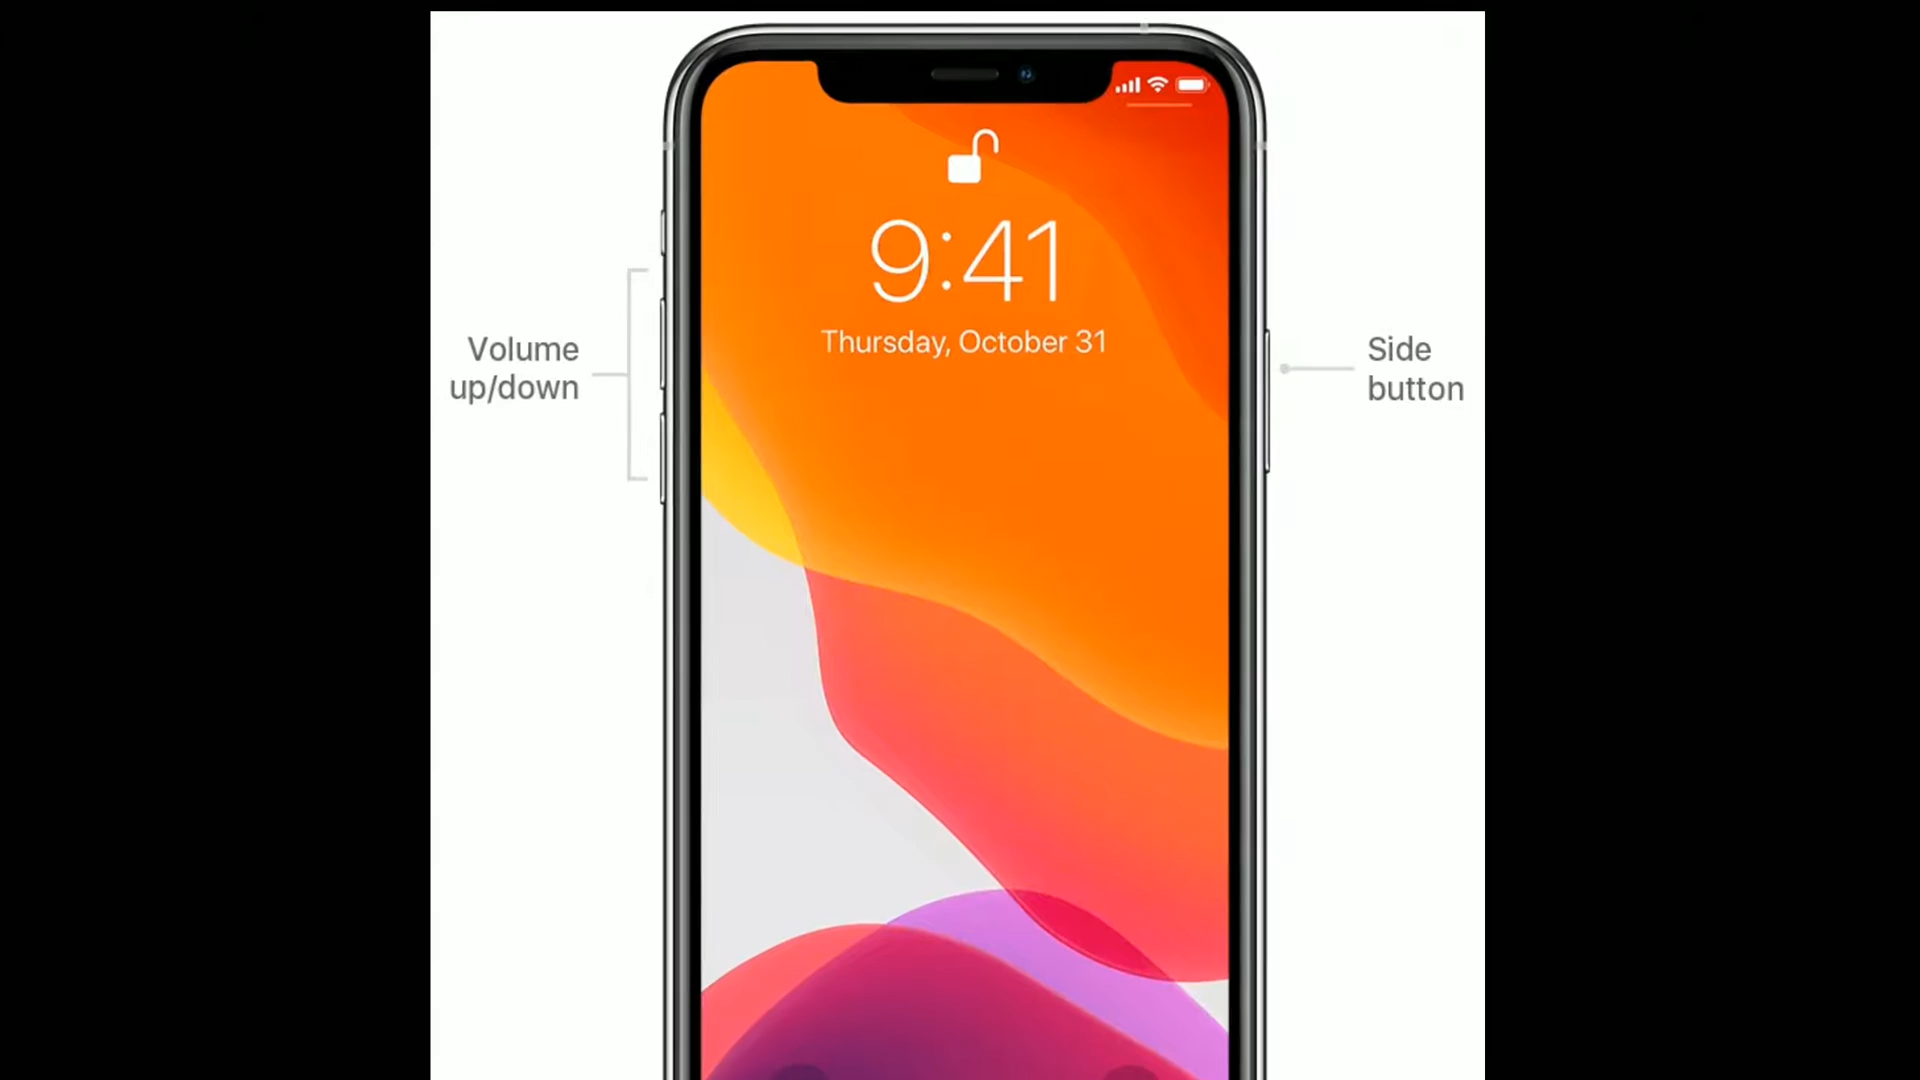 9:41
Thursday, October 31
Volume
up/down
Side
button